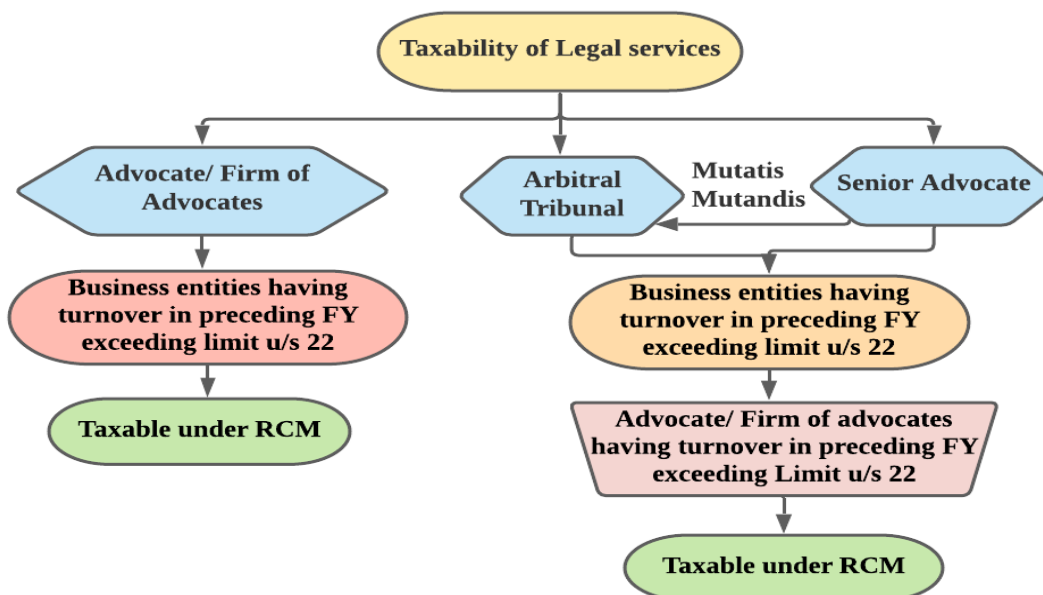 Taxability of Legal services
Advocate/ Firm of
Advocates
Arbitral
Tribunal
Mutatis
Mutandis
Senior Advocate
Business entities having
turnover in preceding FY
exceeding limit u/s 22
Business entities having
turnover in preceding FY
exceeding limit u/s 22
Taxable under RCM
Advocate/ Firm of advocates
having turnover in preceding FY
exceeding Limit u/s 22
Taxable under RCM